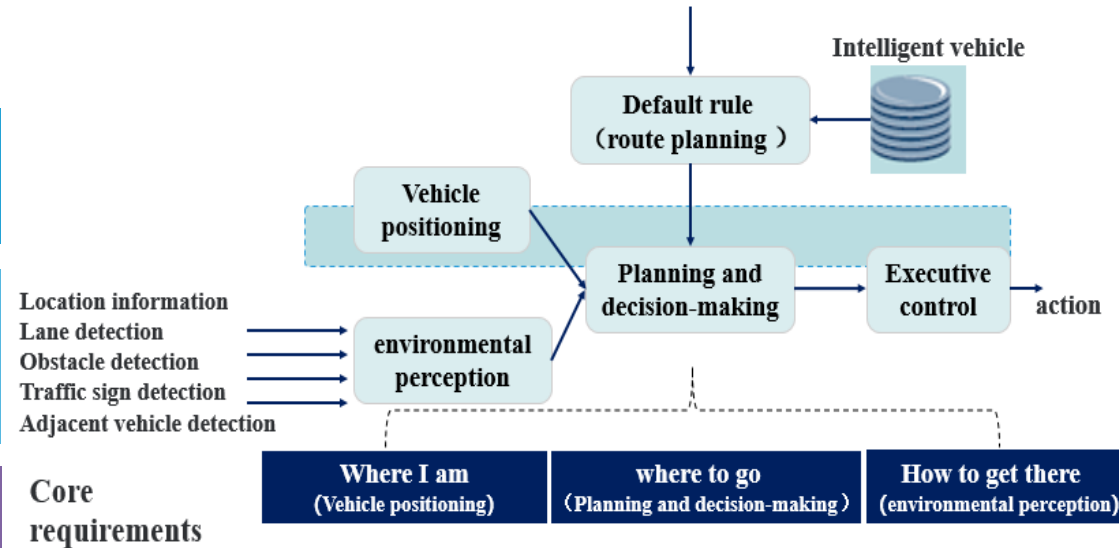 Intelligent vehicle
Default rule
（route planning ）
Vehicle
positioning
Planning and
decision-making
Executive
control
action
Location information
Lane detection
Obstacle detection
Traffic sign detection
Adjacent vehicle detection
environmental
perception
Core
requirements
Where I am
(Vehicle positioning)
where to go
（Planning and decision-making）
How to get there
(environmental perception)